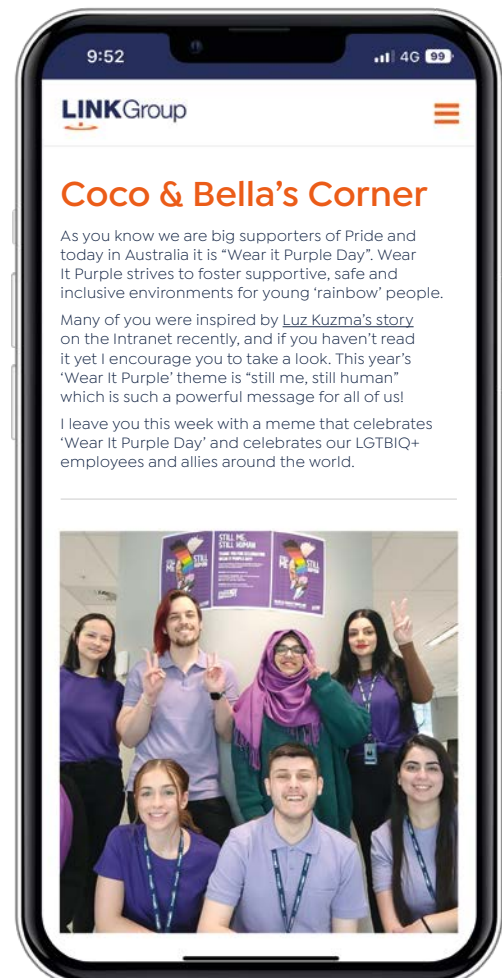 9:52
4G 99
LINKGroup
Coco & Bella's Corner
As you know we are big supporters of Pride and
today in Australia it is “Wear it Purple Day”. Wear
It Purple strives to foster supportive, safe and
inclusive environments for young ‘rainbow’ people.
Many of you were inspired by Luz Kuzma’s story
on the Intranet recently, and if you haven’t read
it yet I encourage you to take a look. This year’s
‘Wear It Purple’ theme is “still me, still human”
which is such a powerful message for all of us!
I leave you this week with a meme that celebrates
‘Wear It Purple Day’ and celebrates our LGTBIQ+
employees and allies around the world.
STILL ME,
STILL HUMAN
STILL
ME
STILL